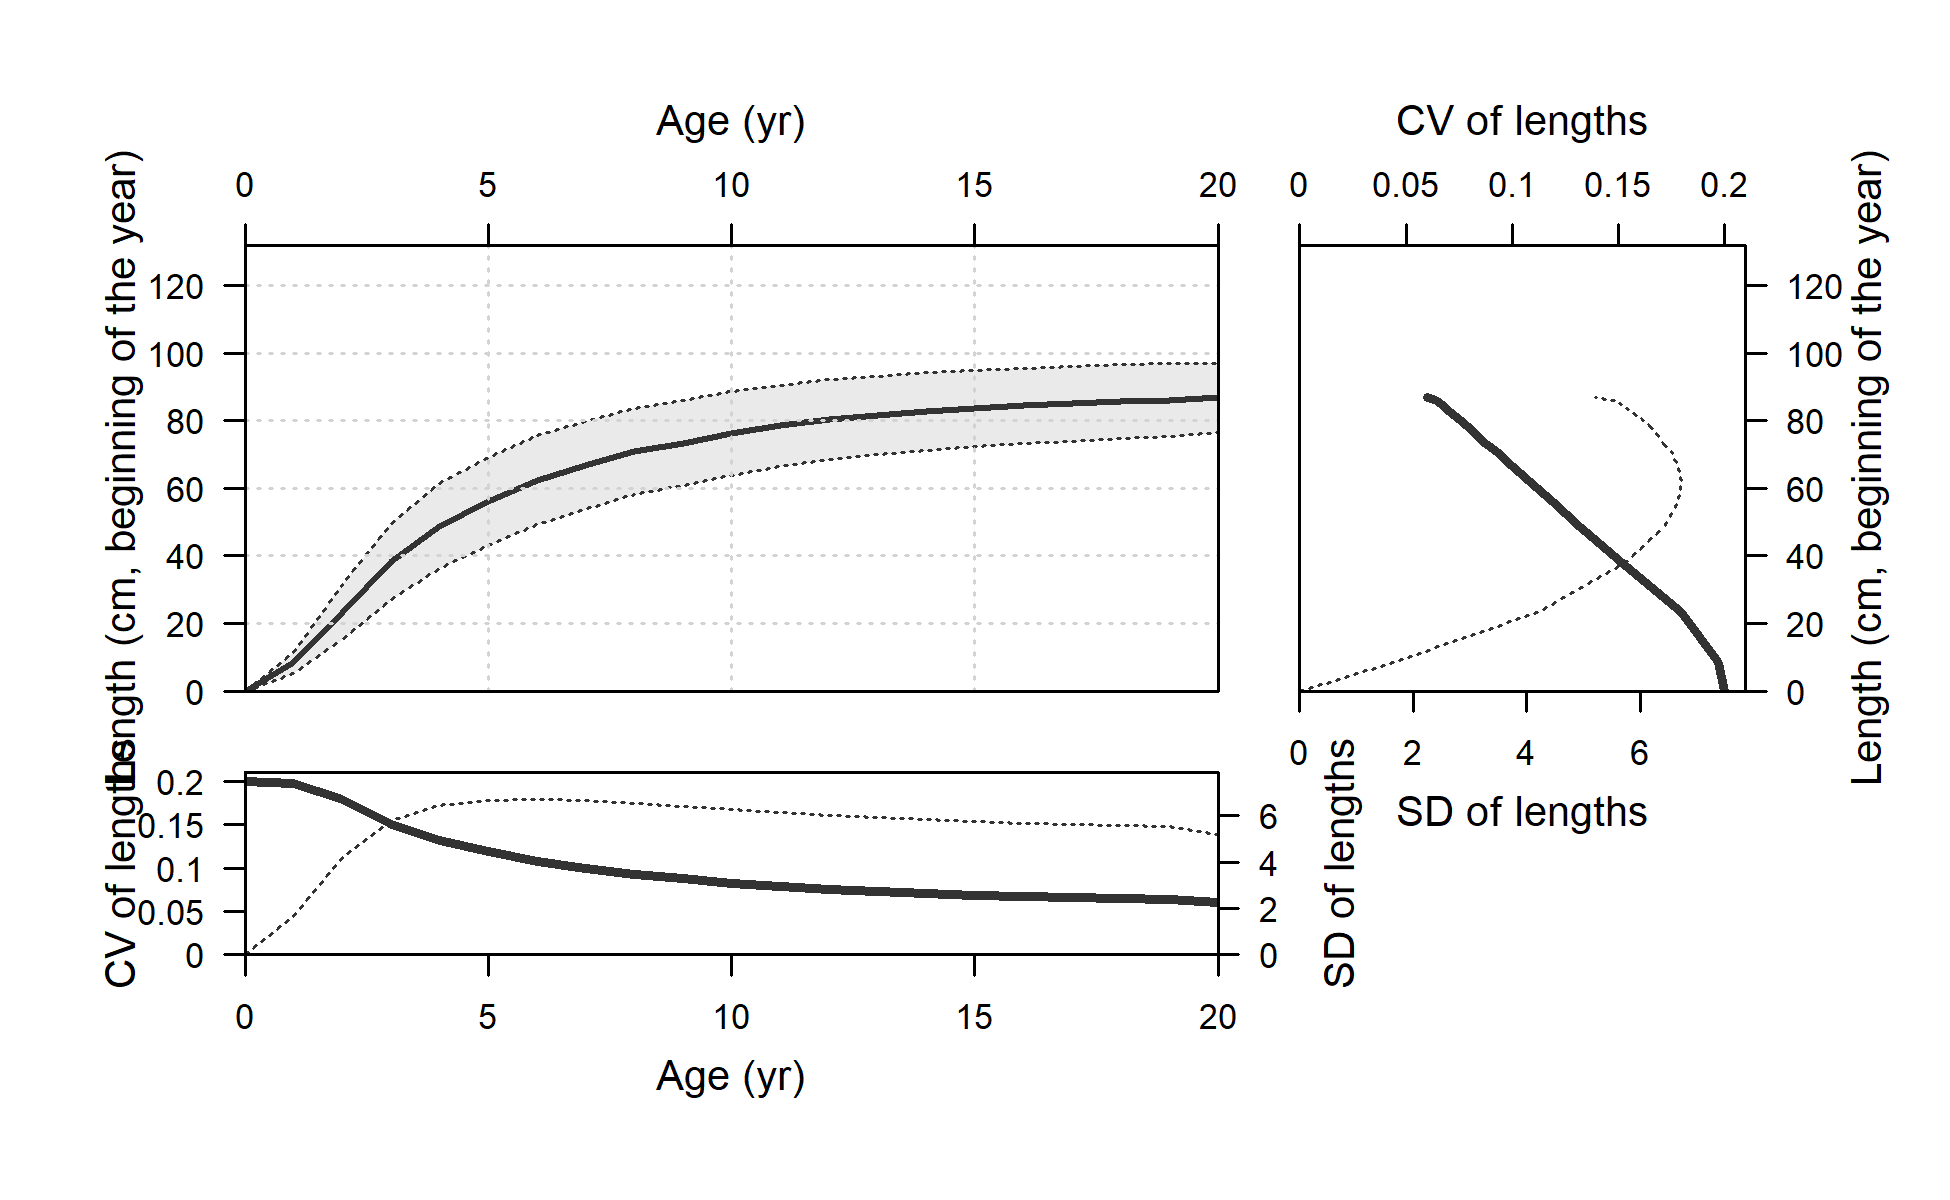 Age (yr)
CV of lengths
0 5 10 15 20
0 0.05 0.1 0.15 0.2
Length (cm, beginning of the year)
120
100
80
60
40
20
0
120
100
80
60
40
20
0
Length (cm, beginning of the year)
0 2 4 6
SD of lengths
CV of lengths
0.2
0.15
0.1
0.05
0
6
4
2
0
SD of lengths
0 5 10 15 20
Age (yr)